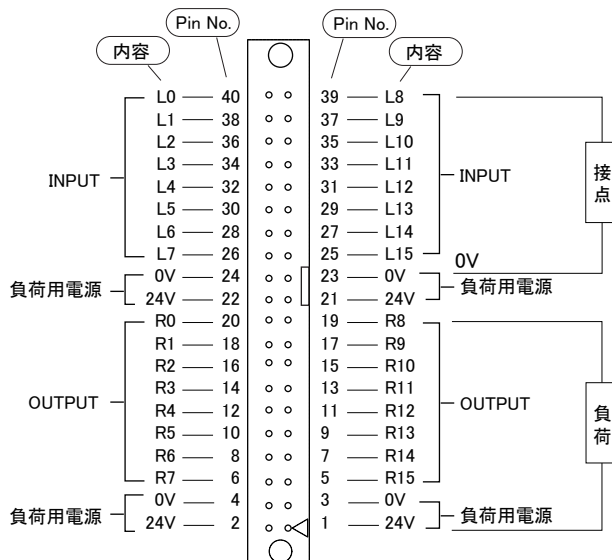 Pin No. Pin No.
内容 内容
L0 40 39 L8
L1 38 37 L9
L2 36 35 L10
L3 34 33 L11
INPUT L4 32 31 L12 INPUT 接点
L5 30 29 L13
L6 28 27 L14
L7 26 25 L15
0V
0V 24 23 0V
負荷用電源 負荷用電源
24V 22 21 24V
R0 20 19 R8
R1 18 17 R9
R2 16 15 R10
R3 14 13 R11
OUTPUT R4 12 11 R12 OUTPUT 負荷
R5 10 9 R13
R6 8 7 R14
R7 6 5 R15
0V 4 3 0V
負荷用電源 負荷用電源
24V 2 1 24V